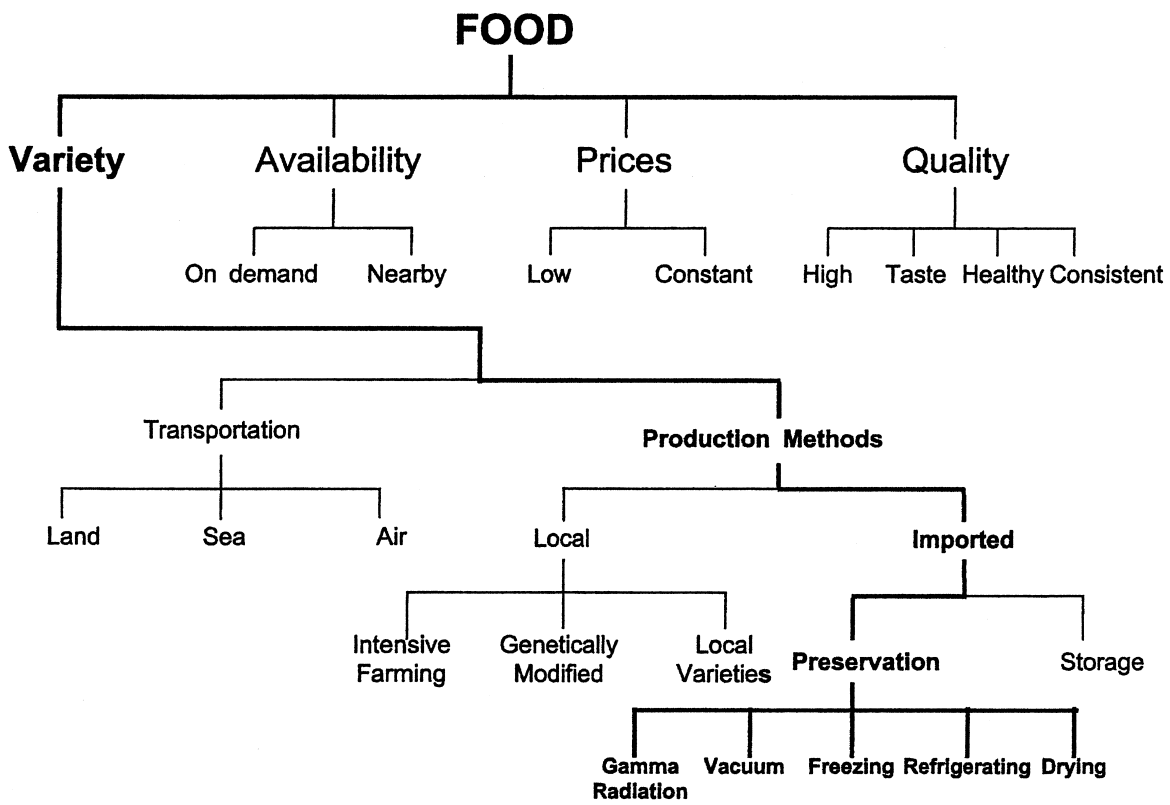 FOOD
Variety
Availability
Prices
Quality
On demand
Nearby
Low
Constant
High
Taste
Healthy
Consistent
Transportation
Production Methods
Land
Sea
Air
Local
Imported
Intensive
Farming
Genetically
Modified
Local
Varieties
Preservation
Storage
Gamma
Radiation
Vacuum
Freezing
Refrigerating
Drying